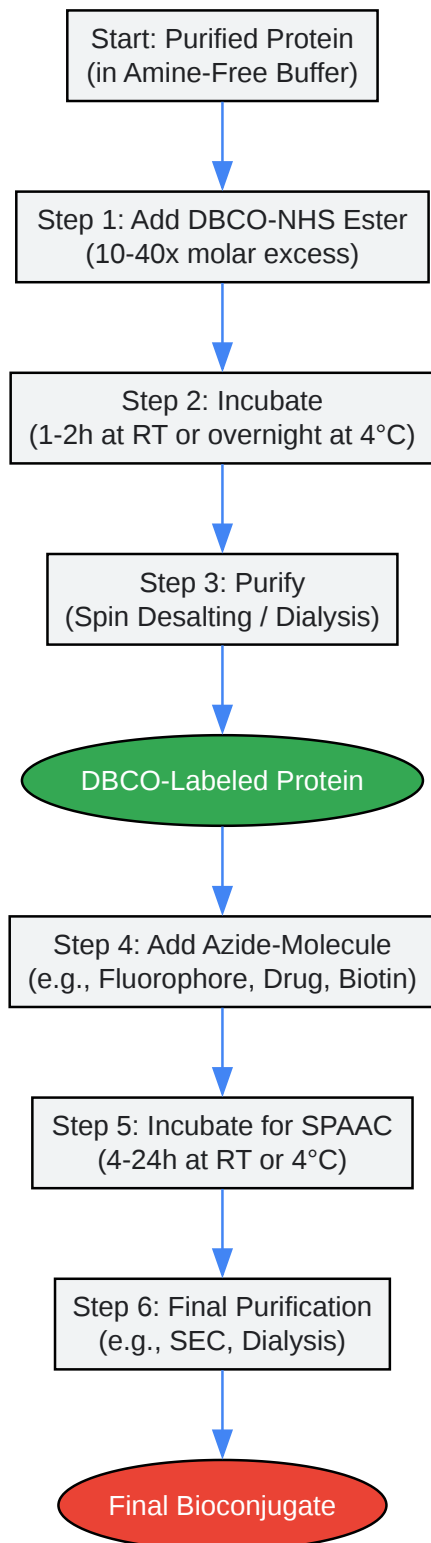 Start: Purified Protein
(in Amine-Free Buffer)
Step 1: Add DBCO-NHS Ester
(10-40x molar excess)
Step 2: Incubate
(1-2h at RT or overnight at 4°C)
Step 3: Purify
(Spin Desalting / Dialysis)
DBCO-Labeled Protein
Step 4: Add Azide-Molecule
(e.g., Fluorophore, Drug, Biotin)
Step 5: Incubate for SPAAC
(4-24h at RT or 4°C)
Step 6: Final Purification
(e.g., SEC, Dialysis)
Final Bioconjugate